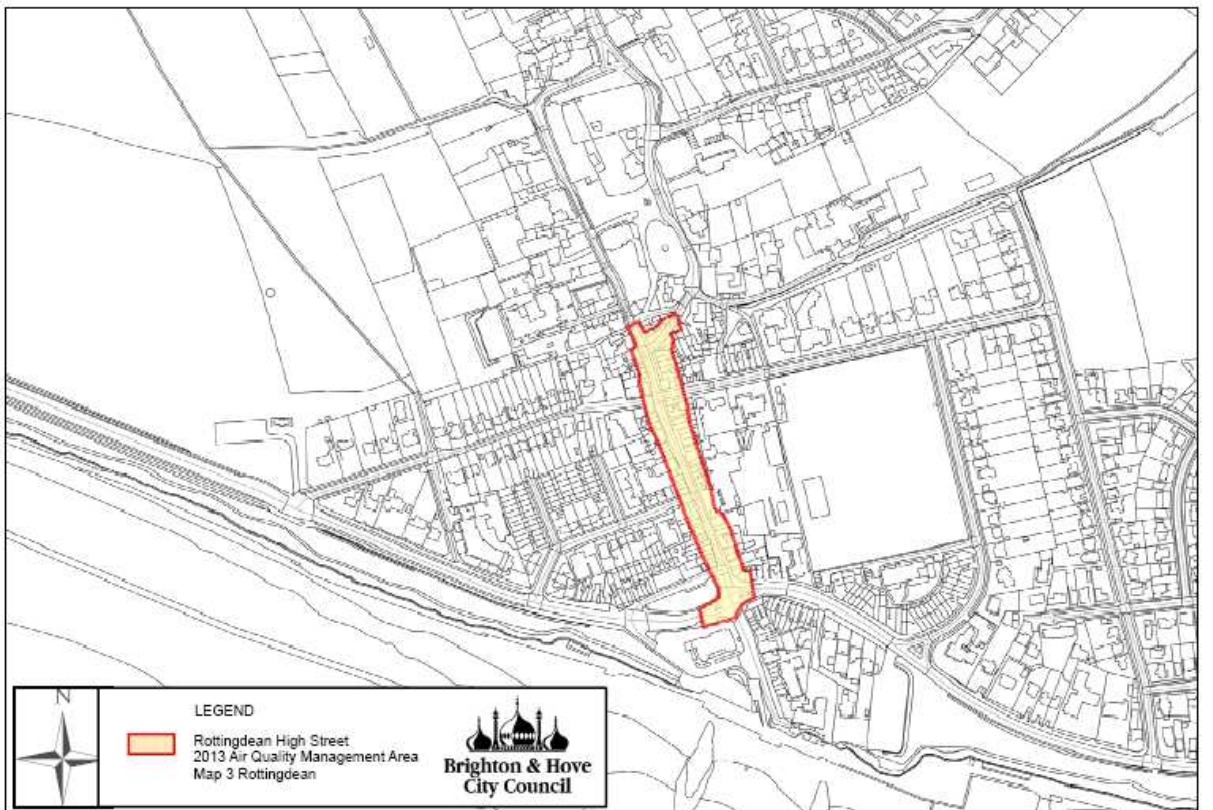 N
LEGEND
Rottingdean High Street
2013 Air Quality Management Area
Map 3 Rottingdean
Brighton & Hove
City Council